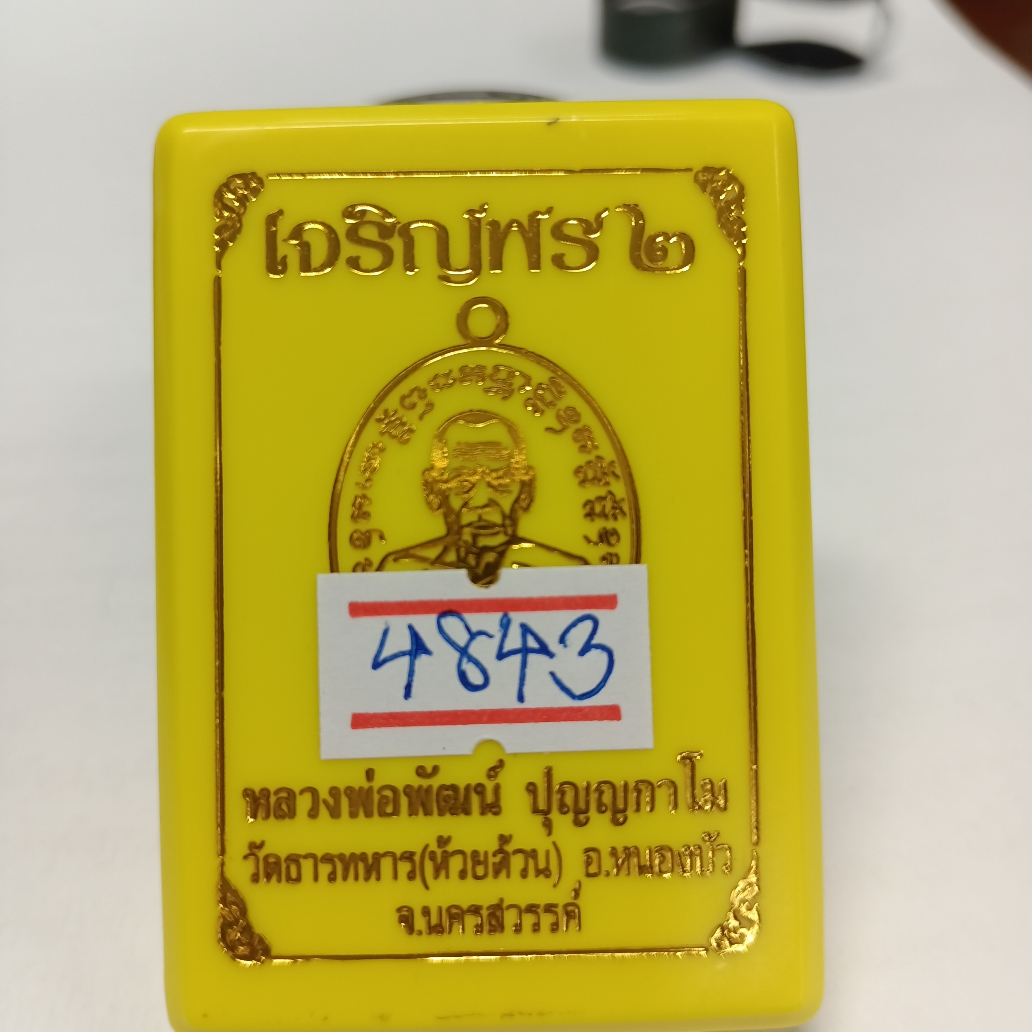 เจริญพร ๒
4843
หลวงพ่อพัฒน์ ปุญญกาโม
วัดธารทหาร(ห้วยด้วน) อ.หนองบัว
จ.นครสวรรค์